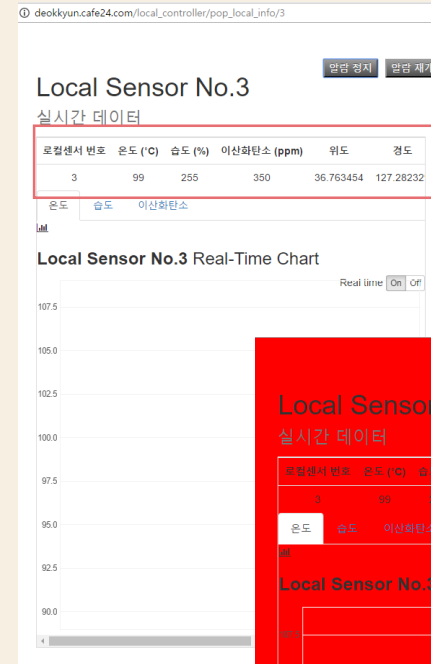 deokkyun.cafe24.com/local_controller/pop_local_info/3
알람 정지 알람 재개
Local Sensor No.3
실시간 데이터
로컬센서 번호 온도 (°C) 습도 (%) 이산화탄소 (ppm) 위도 경도
3 99 255 350 36.763454 127.28232
온도 습도 이산화탄소
Local Sensor No.3 Real-Time Chart
Real time On Off
107.5
105.0
102.5
100.0
97.5
95.0
92.5
90.0
Local Sensor
실시간 데이터
로컬센서 번호 온도 (°C) 습
3 99
온도 습도 이산화탄소
Local Sensor No.3